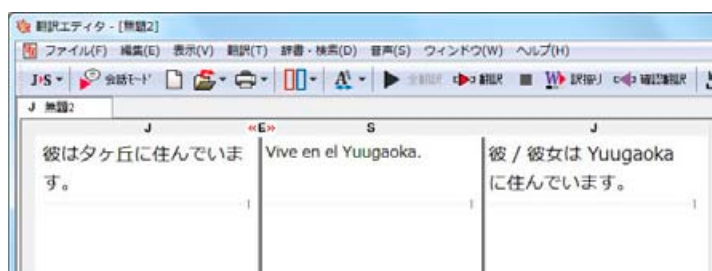 翻訳エディタ - [無題2]
ファイル(F) 編集(E) 表示(V) 翻訳(T) 辞書・検索(D) 音声(S) ウィンドウ(W) ヘルプ(H)
J▸S 会話モード 全翻訳 翻訳 訳振り 確認翻訳
J 無題2
J «E» S J
彼は夕ヶ丘に住んでいま
す。
Vive en el Yuugaoka.
彼 / 彼女は Yuugaoka
に住んでいます。